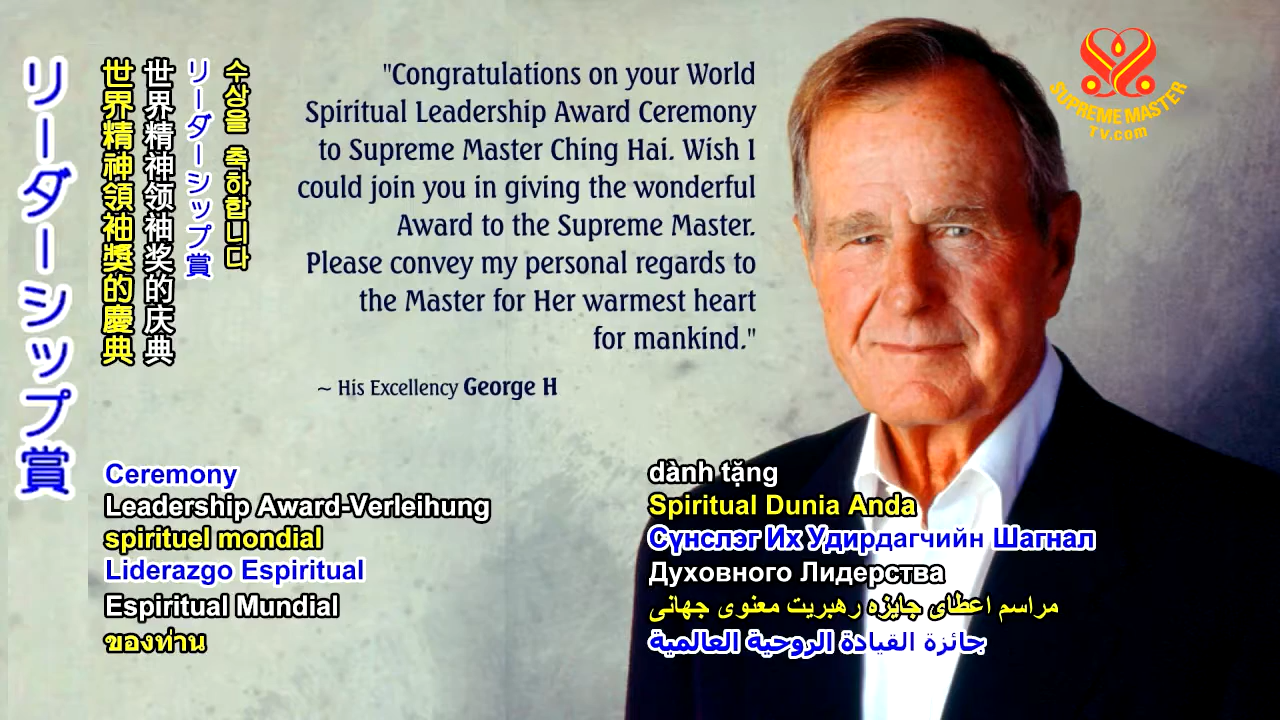 リーダーシップ賞
世界精神領袖獎的慶典
世界精神领袖奖的庆典
リーダーシップ賞
수상을 축하합니다
"Congratulations on your World
Spiritual Leadership Award Ceremony
to Supreme Master Ching Hai. Wish I
could join you in giving the wonderful
Award to the Supreme Master.
Please convey my personal regards to
the Master for Her warmest heart
for mankind."
~ His Excellency George H
SUPREME MASTER
TV.com
Ceremony
Leadership Award-Verleihung
spirituel mondial
Liderazgo Espiritual
Espiritual Mundial
ของท่าน
dành tặng
Spiritual Dunia Anda
Сүнслэг Их Удирдагчийн Шагнал
Духовного Лидерства
مراسم اعطای جایزه رهبریت معنوی جهانی
جائزة القيادة الروحية العالمية